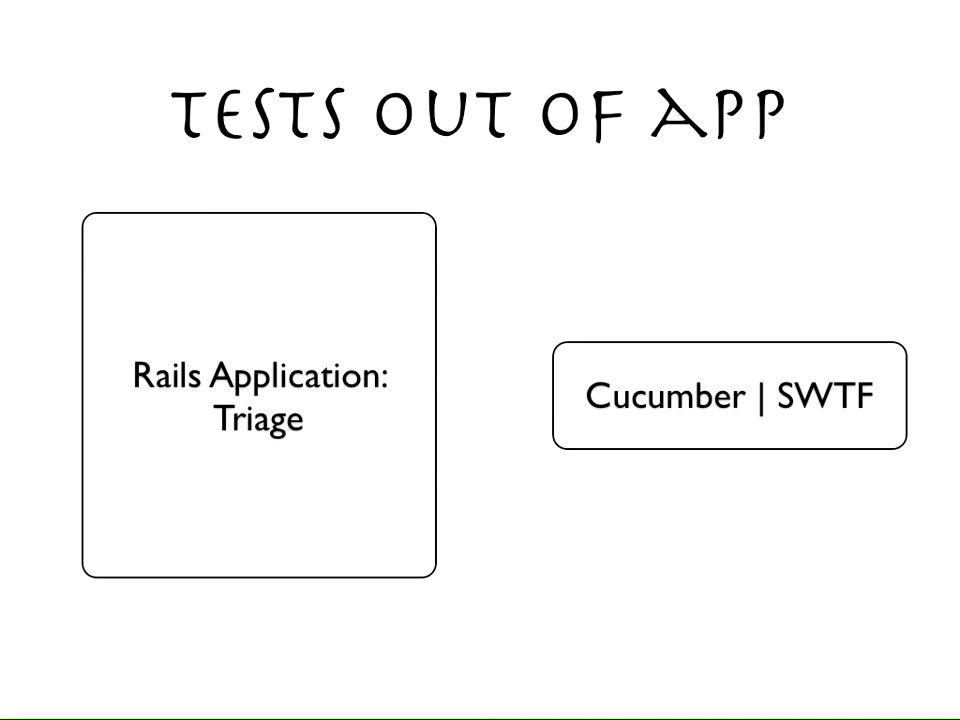 TESTS OUT OF APP
Rails Application:
Triage
Cucumber | SWTF